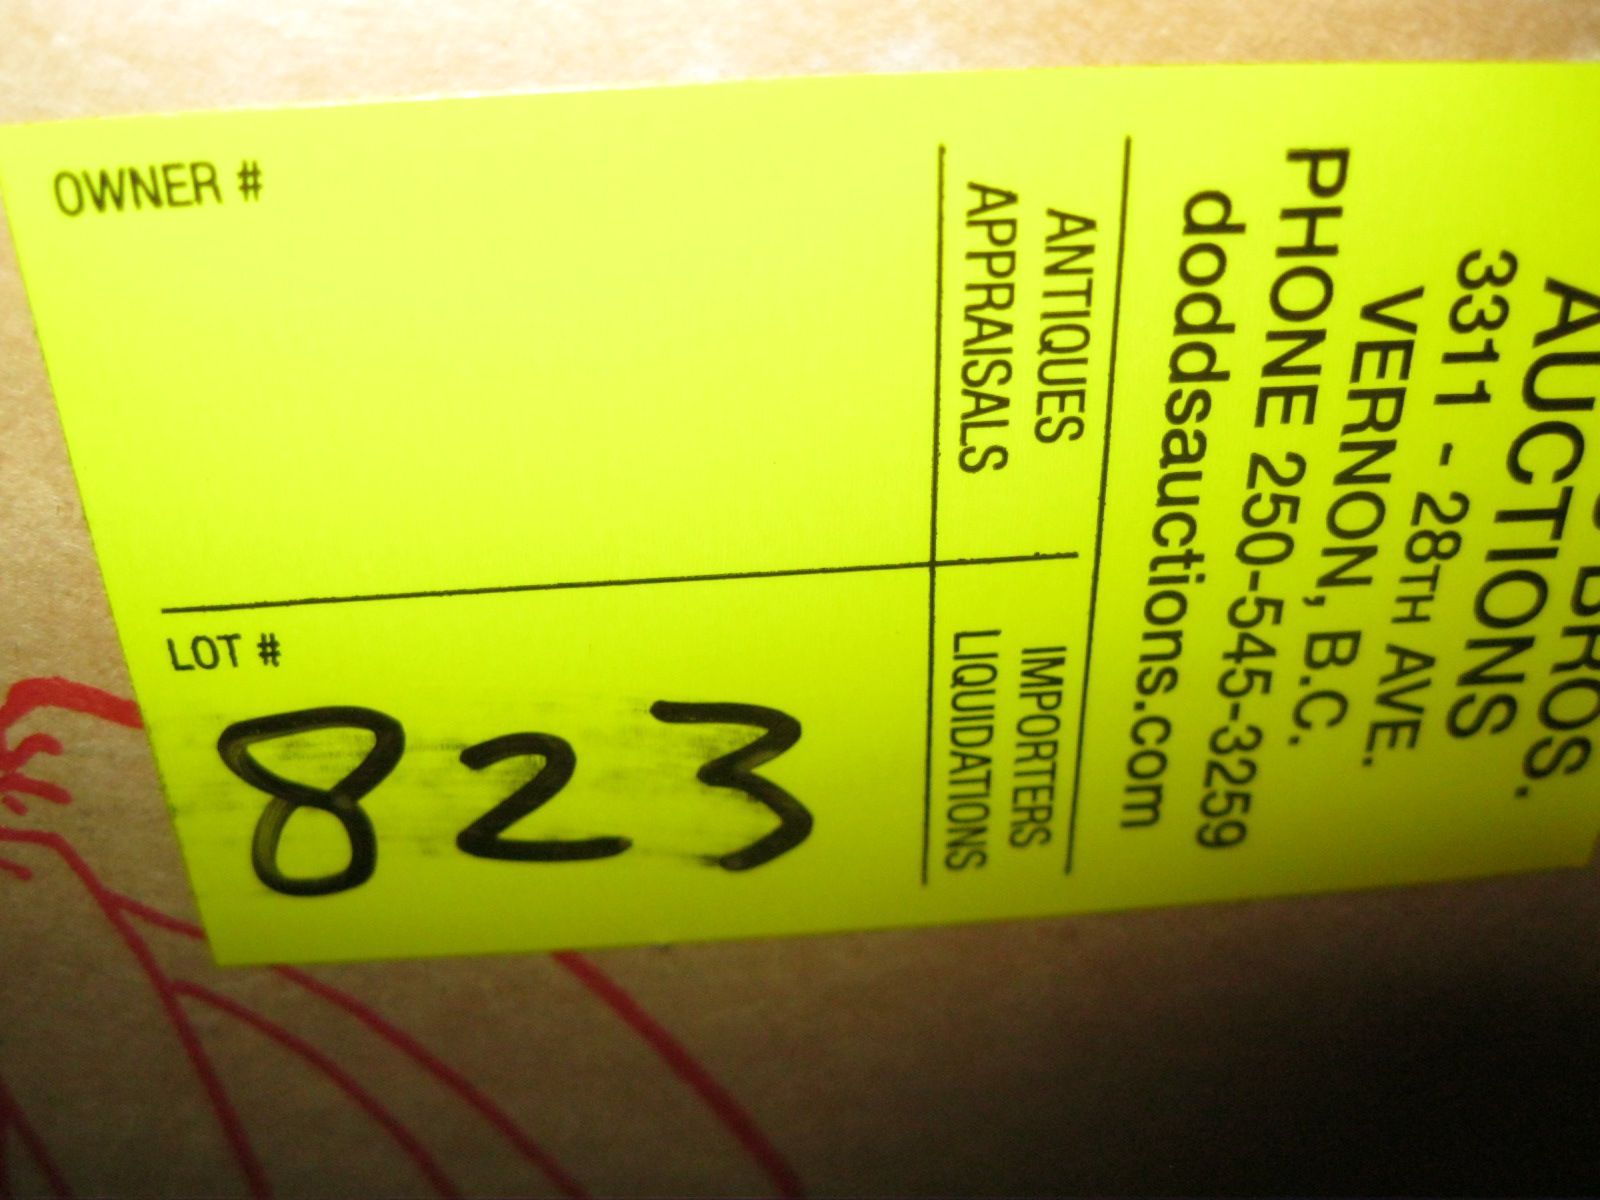 BROS.
AUCTIONS
3311 - 28TH AVE.
VERNON, B.C.
PHONE 250-545-3259
doddsauctions.com
ANTIQUES
APPRAISALS
IMPORTERS
LIQUIDATIONS
OWNER #
LOT #
823